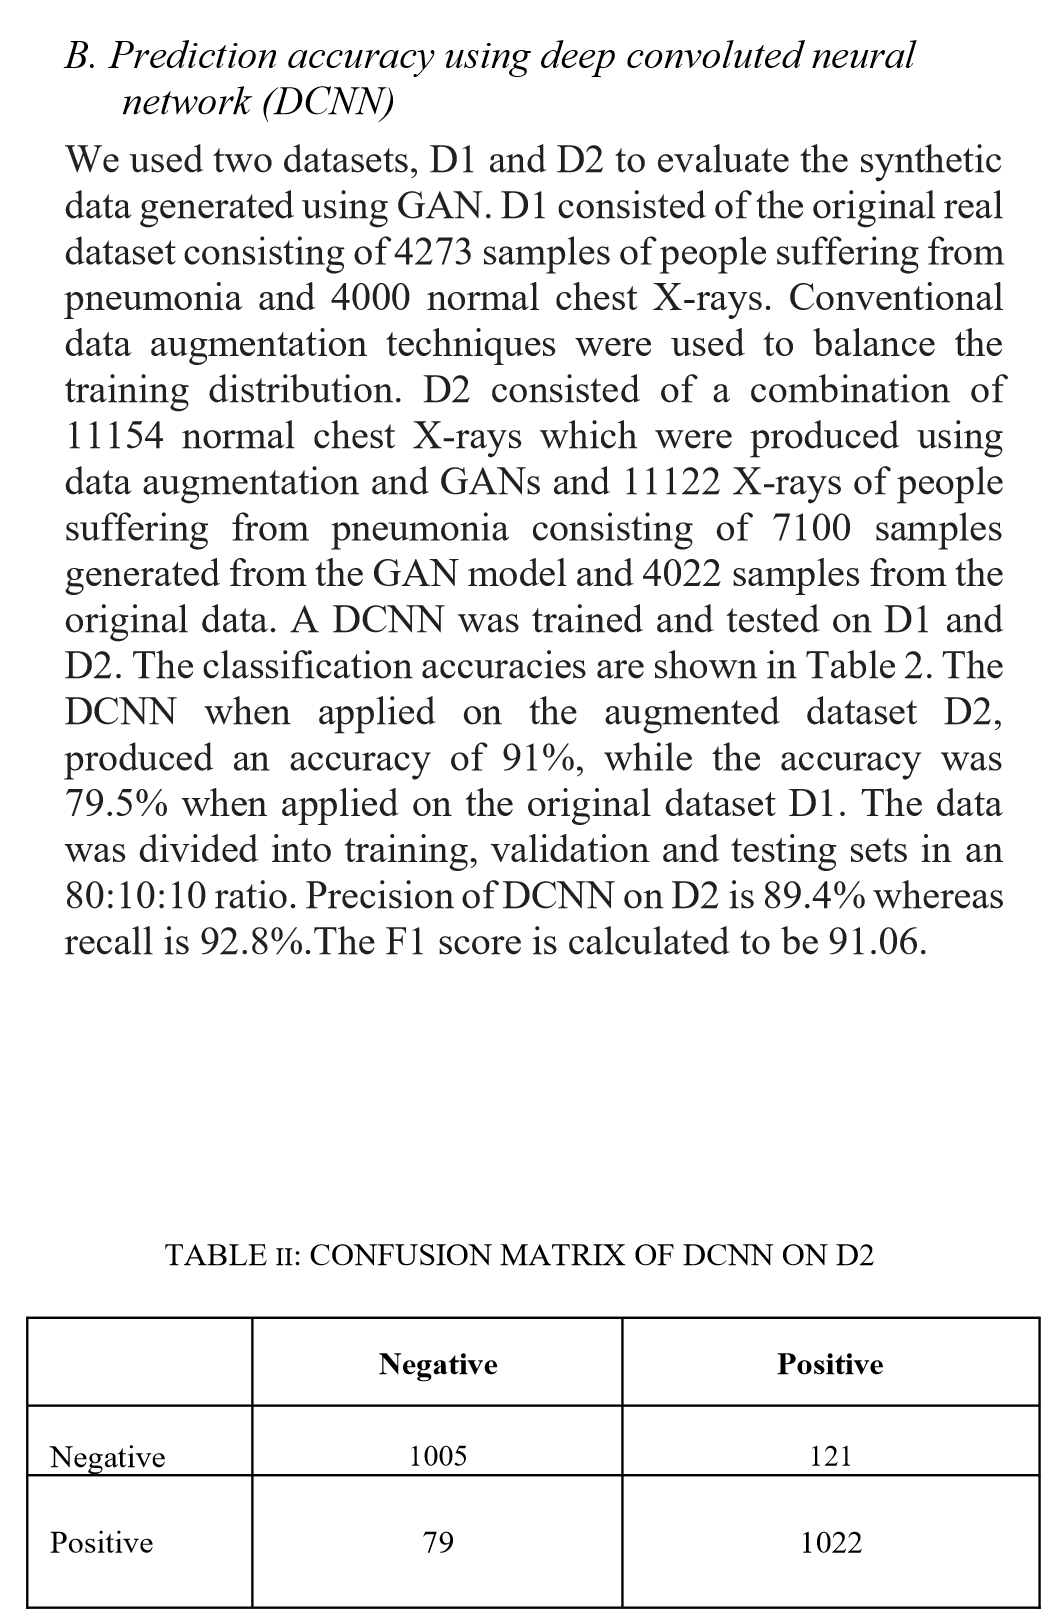 B. Prediction accuracy using deep convoluted neural
network (DCNN)
We used two datasets, D1 and D2 to evaluate the synthetic
data generated using GAN. D1 consisted of the original real
dataset consisting of 4273 samples of people suffering from
pneumonia and 4000 normal chest X-rays. Conventional
data augmentation techniques were used to balance the
training distribution. D2 consisted of a combination of
11154 normal chest X-rays which were produced using
data augmentation and GANs and 11122 X-rays of people
suffering from pneumonia consisting of 7100 samples
generated from the GAN model and 4022 samples from the
original data. A DCNN was trained and tested on D1 and
D2. The classification accuracies are shown in Table 2. The
DCNN when applied on the augmented dataset D2,
produced an accuracy of 91%, while the accuracy was
79.5% when applied on the original dataset D1. The data
was divided into training, validation and testing sets in an
80:10:10 ratio. Precision of DCNN on D2 is 89.4% whereas
recall is 92.8%.The F1 score is calculated to be 91.06.
TABLE II: CONFUSION MATRIX OF DCNN ON D2
Negative Positive
Negative 1005 121
Positive 79 1022